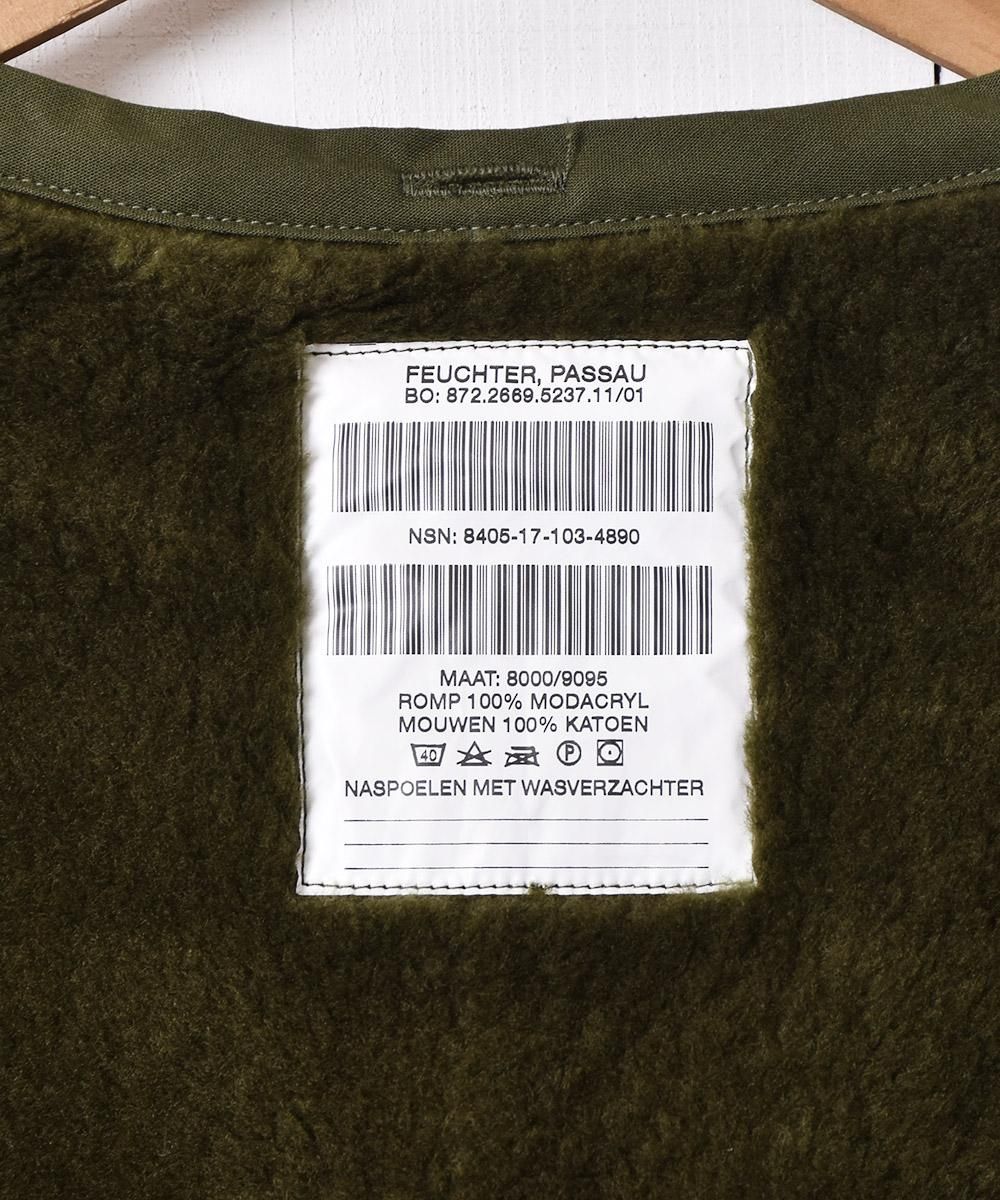 FEUCHTER, PASSAU
BO: 872.2669.5237.11/01
NSN: 8405-17-103-4890
MAAT: 8000/9095
ROMP 100% MODACRYL
MOUWEN 100% KATOEN
40 P
NASPOELEN MET WASVERZACHTER